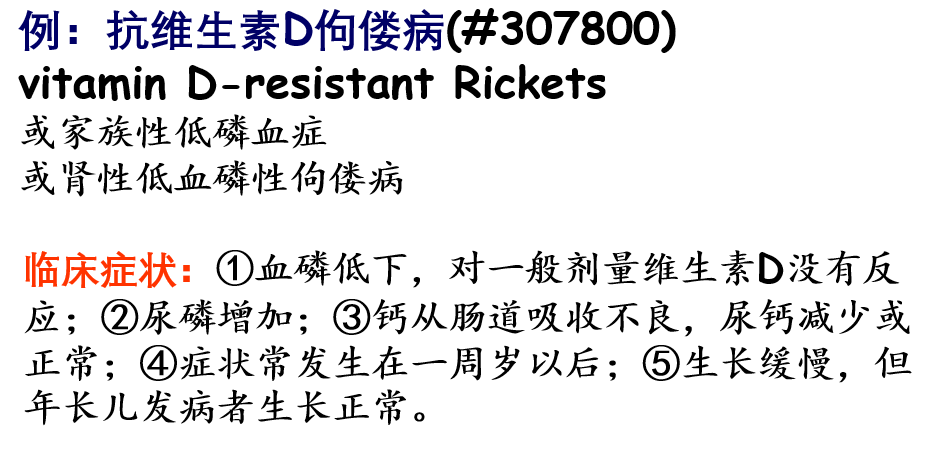 例：抗维生素D佝偻病(#307800)
vitamin D-resistant Rickets
或家族性低磷血症
或肾性低血磷性佝偻病
临床症状：①血磷低下，对一般剂量维生素D没有反
应；②尿磷增加；③钙从肠道吸收不良，尿钙减少或
正常；④症状常发生在一周岁以后；⑤生长缓慢，但
年长儿发病者生长正常。